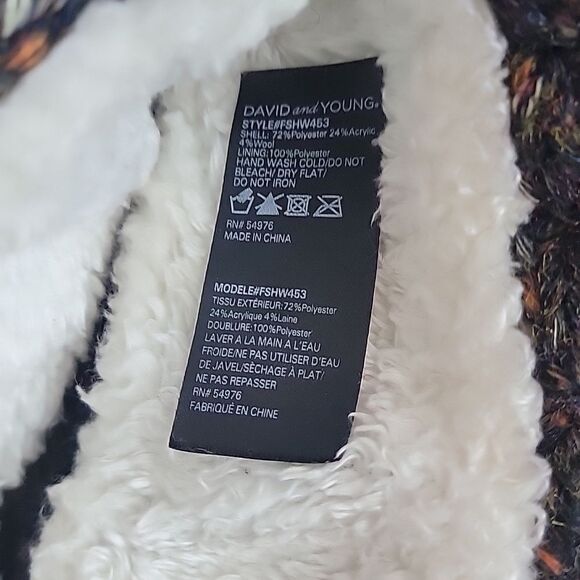 DAVID and YOUNG®
STYLE#FSHW453
SHELL: 72%Polyester 24%Acrylic
4%Wool
LINING:100%Polyester
HAND WASH COLD/DO NOT
BLEACH/ DRY FLAT/
DO NOT IRON
RN# 54976
MADE IN CHINA
MODELE#FSHW453
TISSU EXTÉRIEUR:72%Polyester
24%Acrylique 4%Laine
DOUBLURE:100%Polyester
LAVER A LA MAIN A L'EAU
FROIDE/NE PAS UTILISER D'EAU
DE JAVEL/SÈCHAGE À PLAT/
NE PAS REPASSER
RN# 54976
FABRIQUÉ EN CHINE